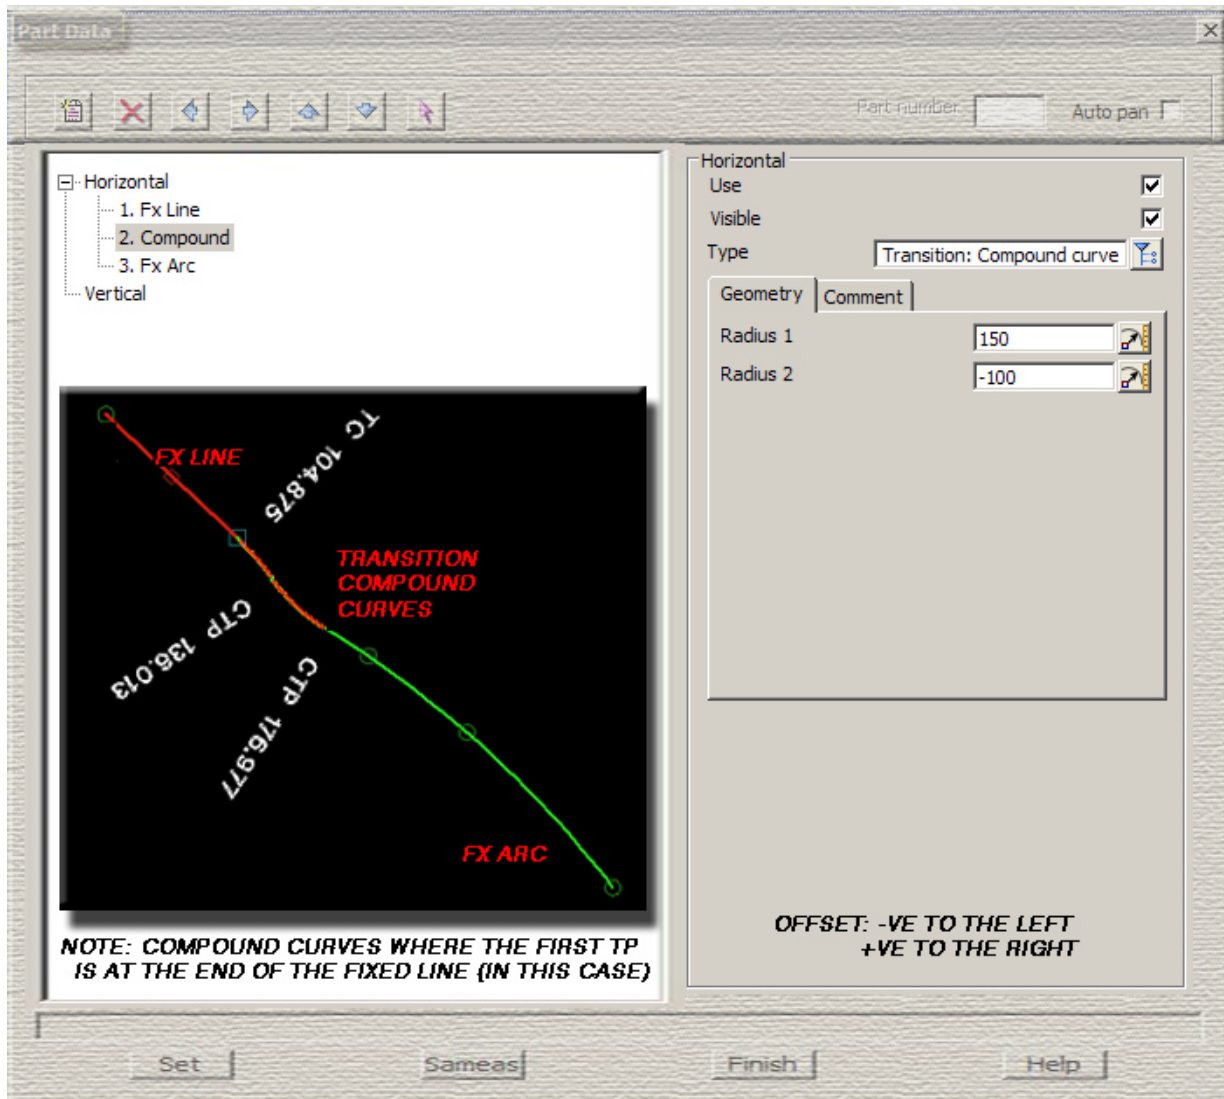 Part Data
Part number
Auto pan
Horizontal
1. Fx Line
2. Compound
3. Fx Arc
Vertical
FX LINE
TC 104.875
TRANSITION
COMPOUND
CURVES
CTP 136.013
CTP 176.977
FX ARC
NOTE: COMPOUND CURVES WHERE THE FIRST TP
IS AT THE END OF THE FIXED LINE (IN THIS CASE)
Horizontal
Use
Visible
Type Transition: Compound curve
Geometry Comment
Radius 1 150
Radius 2 -100
OFFSET: -VE TO THE LEFT
+VE TO THE RIGHT
Set Sameas Finish Help